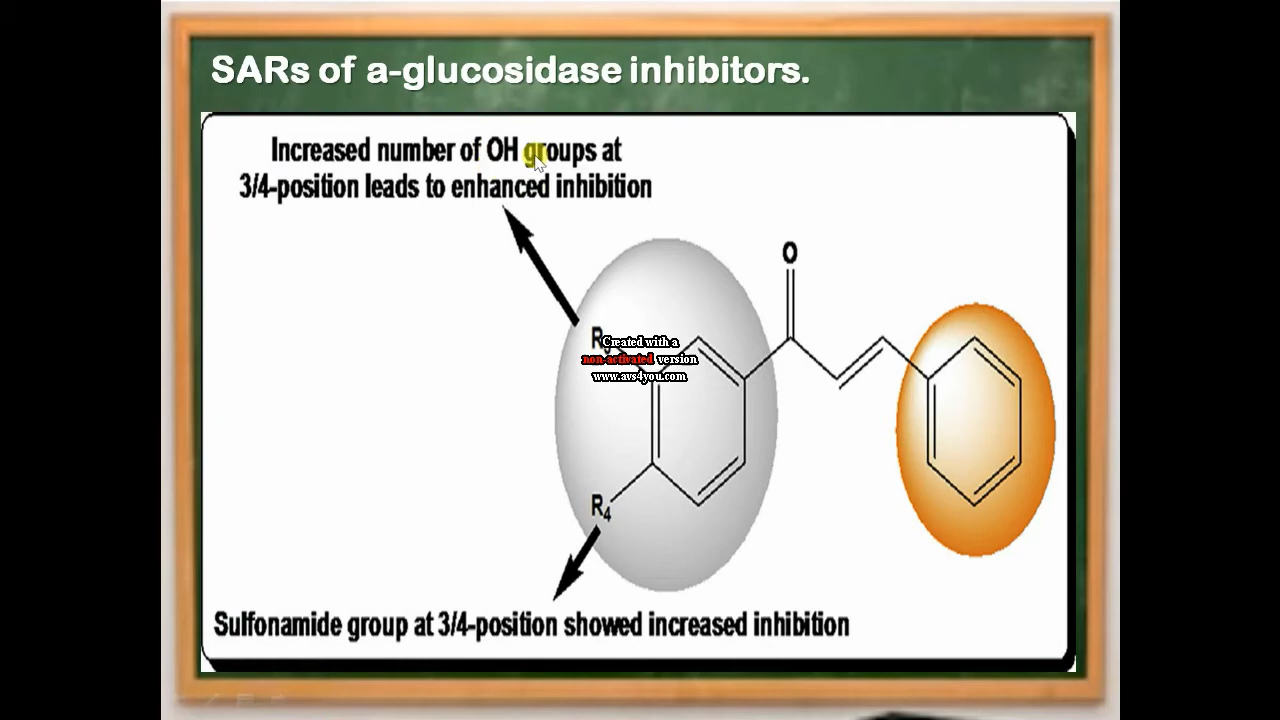 SARs of a-glucosidase inhibitors.
Increased number of OH groups at
3/4-position leads to enhanced inhibition
O
R
Created with a
non-activated version
www.avs4you.com
R4
Sulfonamide group at 3/4-position showed increased inhibition